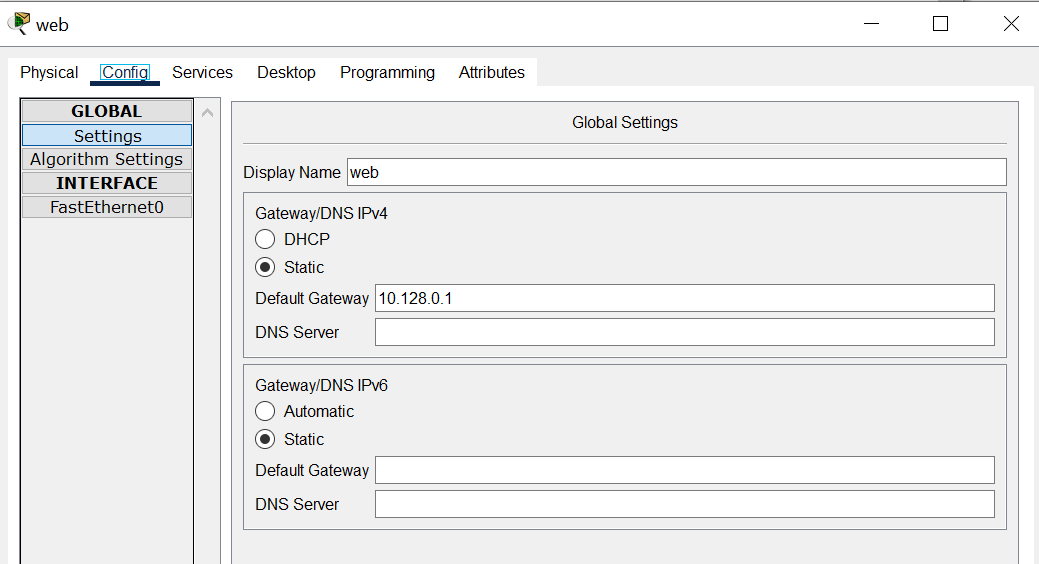 web
Physical Config Services Desktop Programming Attributes
GLOBAL
Settings
Algorithm Settings
INTERFACE
FastEthernet0
Global Settings
Display Name web
Gateway/DNS IPv4
DHCP
Static
Default Gateway 10.128.0.1
DNS Server
Gateway/DNS IPv6
Automatic
Static
Default Gateway
DNS Server